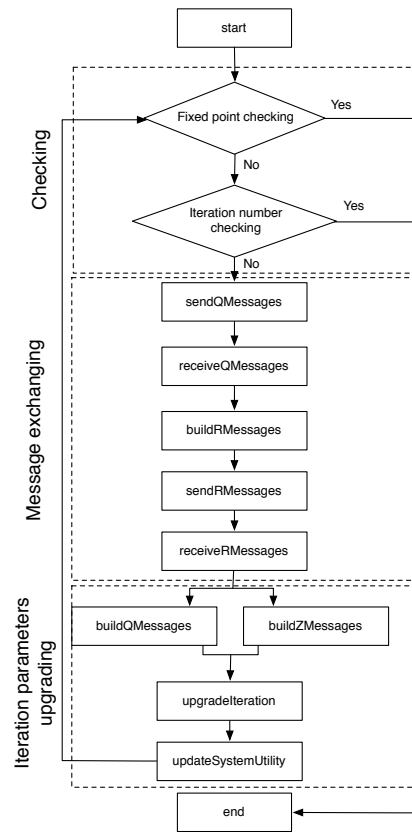 start
Fixed point checking
Yes
No
Iteration number
checking
Yes
No
Checking
sendQMessages
receiveQMessages
buildRMessages
sendRMessages
receiveRMessages
Message exchanging
buildQMessages
buildZMessages
upgradeIteration
updateSystemUtility
Iteration parameters
upgrading
end